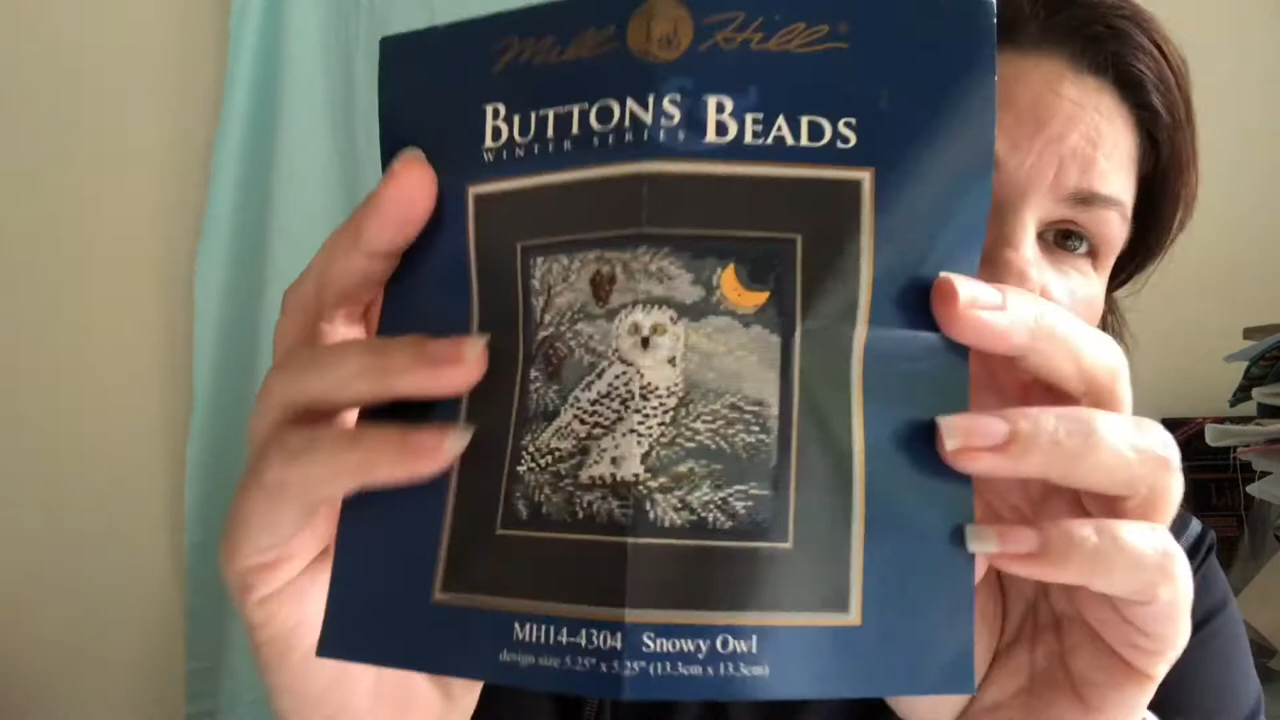 Mill Hill®
BUTTONS BEADS
WINTER SERIES
MH14-4304 Snowy Owl
design size 5.25" x 5.25" (13.3cm x 13.3cm)